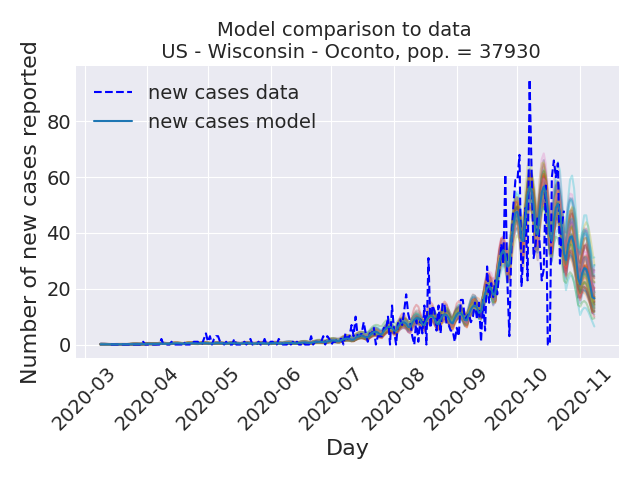 Model comparison to data
US - Wisconsin - Oconto, pop. = 37930
Number of new cases reported
new cases data
new cases model
80
60
40
20
0
2020-03
2020-04
2020-05
2020-06
2020-07
2020-08
2020-09
2020-10
2020-11
Day